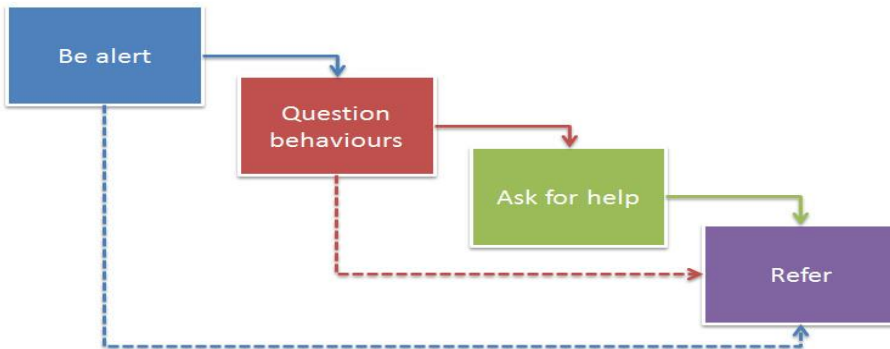 Be alert
Question
behaviours
Ask for help
Refer